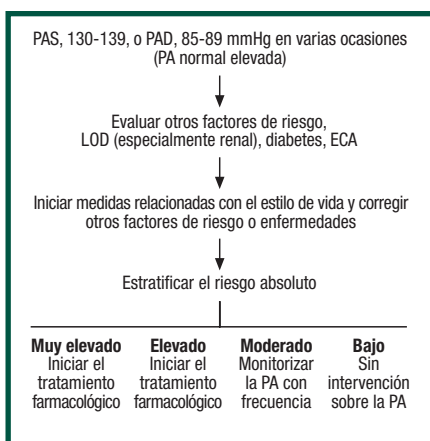 PAS, 130-139, o PAD, 85-89 mmHg en varias ocasiones
(PA normal elevada)
Evaluar otros factores de riesgo,
LOD (especialmente renal), diabetes, ECA
Iniciar medidas relacionadas con el estilo de vida y corregir
otros factores de riesgo o enfermedades
Estratificar el riesgo absoluto
Muy elevado
Iniciar el
tratamiento
farmacológico
Elevado
Iniciar el
tratamiento
farmacológico
Moderado
Monitorizar
la PA con
frecuencia
Bajo
Sin
intervención
sobre la PA